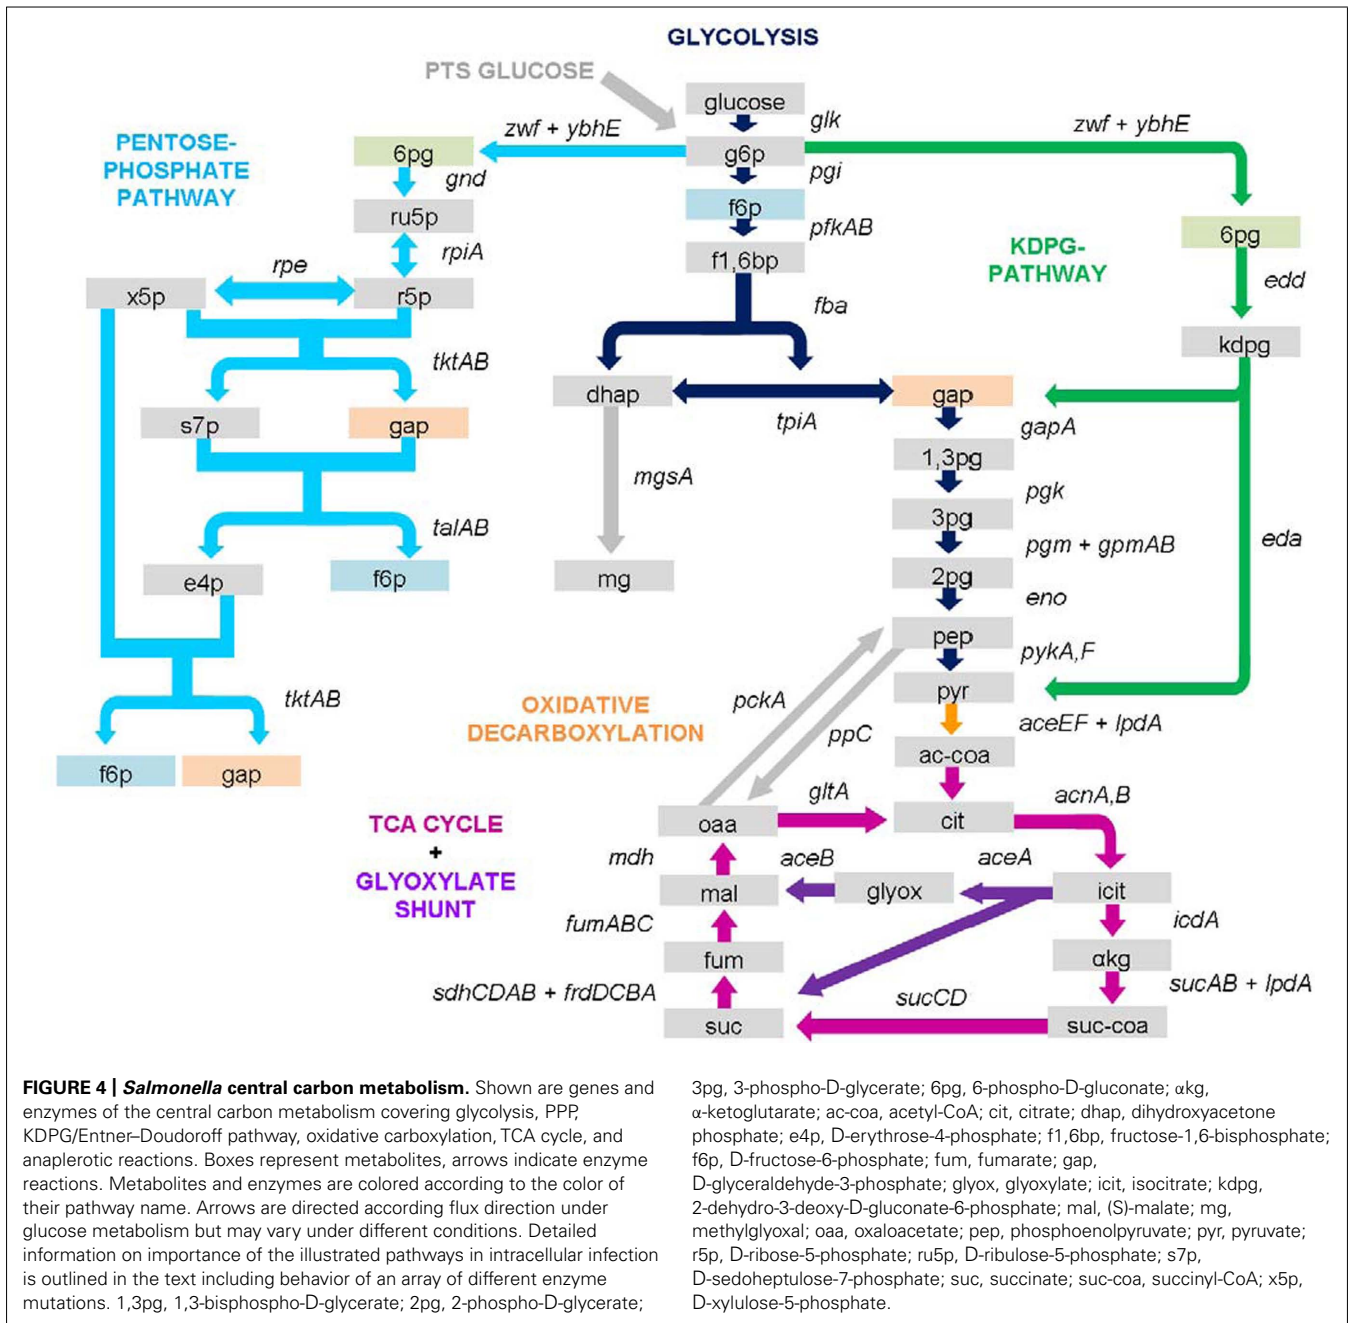 GLYCOLYSIS
PTS GLUCOSE
glucose
glk
zwf + ybhE
zwf + ybhE
PENTOSE-
PHOSPHATE
PATHWAY
6pg
g6p
gnd
pgi
ru5p
f6p
pfkAB
6pg
rpiA
f1,6bp
KDPG-
PATHWAY
rpe
edd
x5p
r5p
fba
kdpg
tktAB
dhap
gap
tpiA
gapA
s7p
gap
1,3pg
mgsA
pgk
3pg
talAB
pgm + gpmAB
eda
e4p
f6p
mg
2pg
eno
pep
pykA,F
tktAB
pckA
pyr
OXIDATIVE
DECARBOXYLATION
aceEF + lpdA
ppC
ac-coa
f6p
gap
gltA
acnA,B
TCA CYCLE
+
GLYOXYLATE
SHUNT
oaa
cit
mdh
aceB
aceA
mal
glyox
icit
fumABC
icdA
fum
αkg
sdhCDAB + frdDCBA
sucCD
sucAB + lpdA
suc
suc-coa
FIGURE 4 | Salmonella central carbon metabolism. Shown are genes and
enzymes of the central carbon metabolism covering glycolysis, PPP,
KDPG/Entner–Doudoroff pathway, oxidative carboxylation, TCA cycle, and
anaplerotic reactions. Boxes represent metabolites, arrows indicate enzyme
reactions. Metabolites and enzymes are colored according to the color of
their pathway name. Arrows are directed according flux direction under
glucose metabolism but may vary under different conditions. Detailed
information on importance of the illustrated pathways in intracellular infection
is outlined in the text including behavior of an array of different enzyme
mutations. 1,3pg, 1,3-bisphospho-D-glycerate; 2pg, 2-phospho-D-glycerate;
3pg, 3-phospho-D-glycerate; 6pg, 6-phospho-D-gluconate; αkg,
α-ketoglutarate; ac-coa, acetyl-CoA; cit, citrate; dhap, dihydroxyacetone
phosphate; e4p, D-erythrose-4-phosphate; f1,6bp, fructose-1,6-bisphosphate;
f6p, D-fructose-6-phosphate; fum, fumarate; gap,
D-glyceraldehyde-3-phosphate; glyox, glyoxylate; icit, isocitrate; kdpg,
2-dehydro-3-deoxy-D-gluconate-6-phosphate; mal, (S)-malate; mg,
methylglyoxal; oaa, oxaloacetate; pep, phosphoenolpyruvate; pyr, pyruvate;
r5p, D-ribose-5-phosphate; ru5p, D-ribulose-5-phosphate; s7p,
D-sedoheptulose-7-phosphate; suc, succinate; suc-coa, succinyl-CoA; x5p,
D-xylulose-5-phosphate.